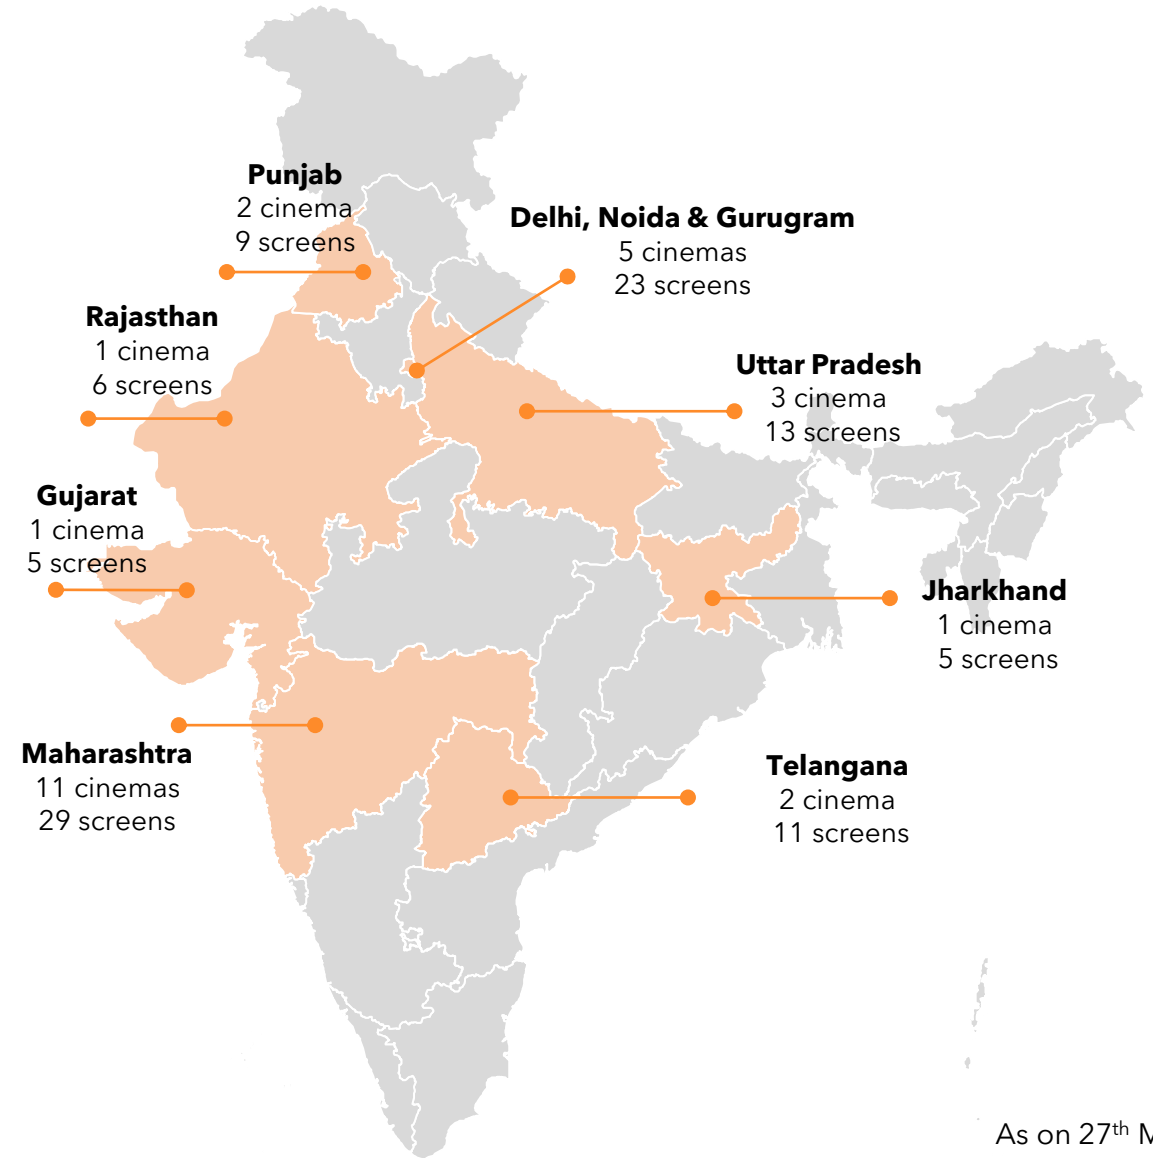 Punjab
2 cinema
9 screens
Delhi, Noida & Gurugram
5 cinemas
23 screens
Rajasthan
1 cinema
6 screens
Uttar Pradesh
3 cinema
13 screens
Gujarat
1 cinema
5 screens
Jharkhand
1 cinema
5 screens
Maharashtra
11 cinemas
29 screens
Telangana
2 cinema
11 screens
As on 27th